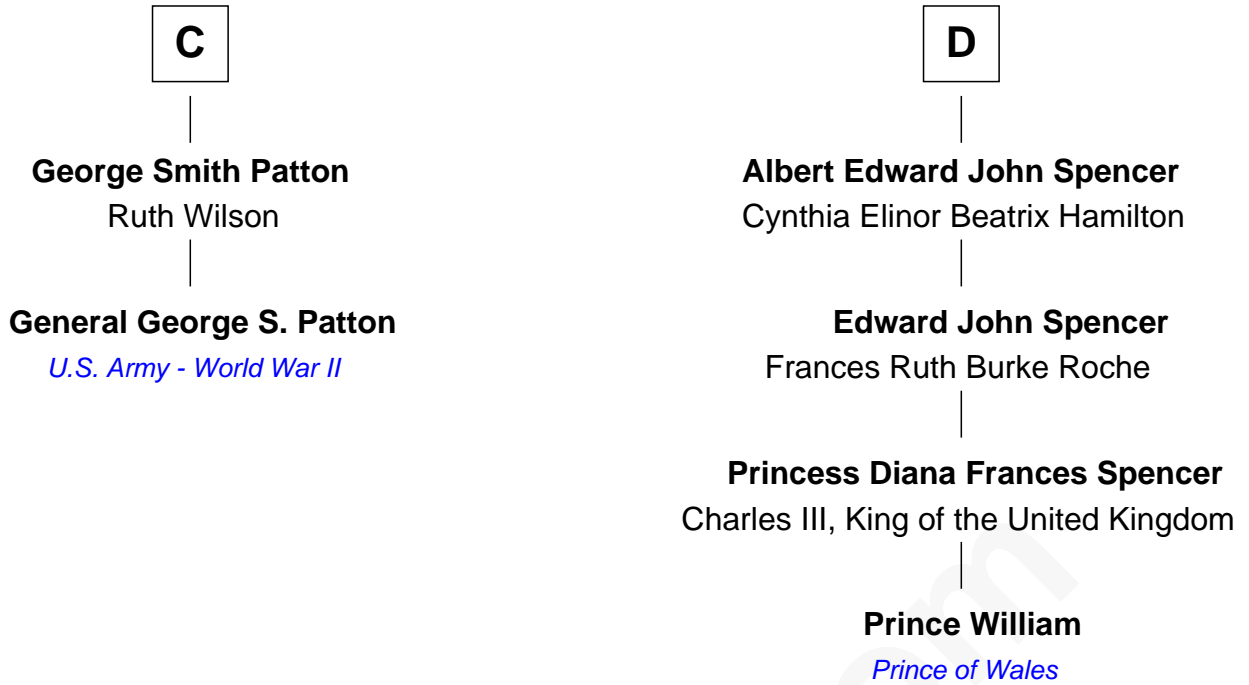 C
George Smith Patton
Ruth Wilson
General George S. Patton
U.S. Army - World War II
D
Albert Edward John Spencer
Cynthia Elinor Beatrix Hamilton
Edward John Spencer
Frances Ruth Burke Roche
Princess Diana Frances Spencer
Charles III, King of the United Kingdom
Prince William
Prince of Wales
om